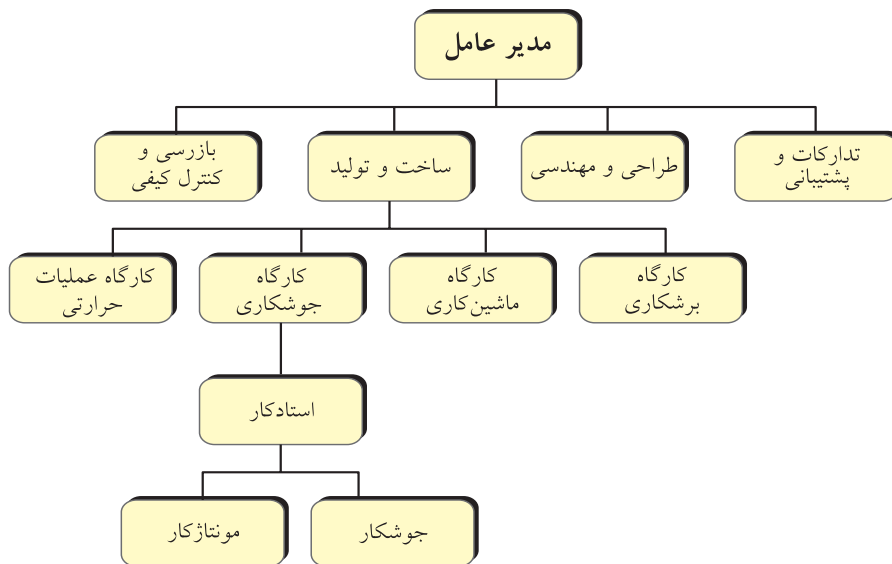 مدیر عامل
تدارکات و
پشتیبانی
طراحی و مهندسی
ساخت و تولید
بازرسی و
کنترل کیفی
کارگاه
برشکاری
کارگاه
ماشین‌کاری
کارگاه
جوشکاری
کارگاه عملیات
حرارتی
استادکار
جوشکار
مونتاژکار